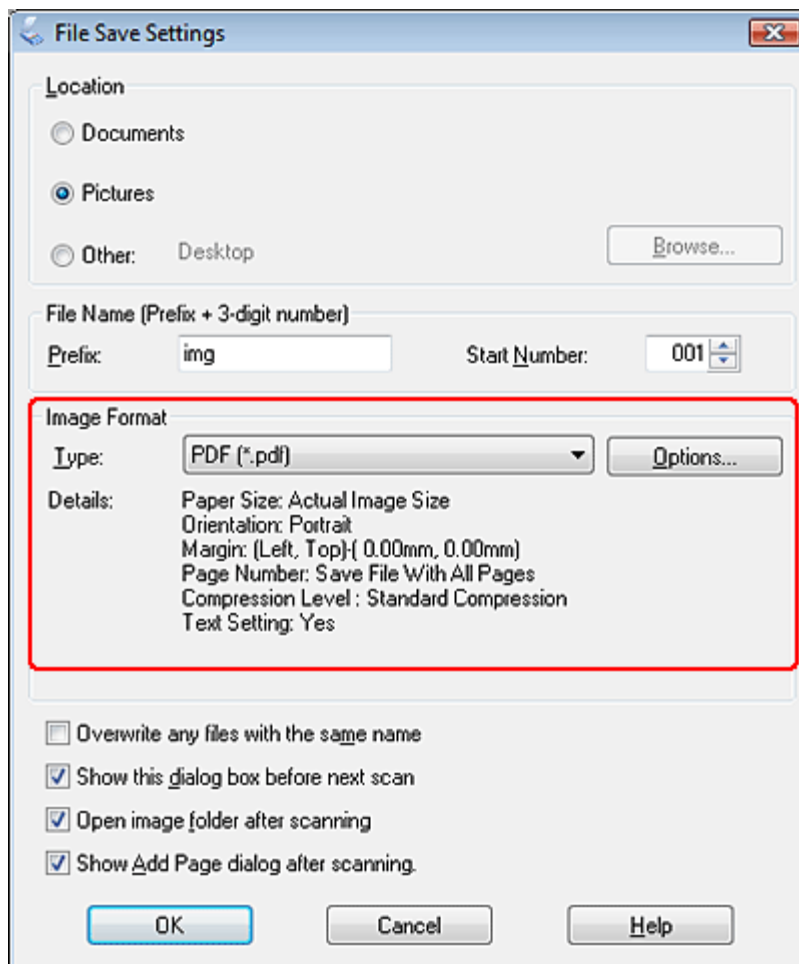 File Save Settings
Location
Documents
Pictures
Other: Desktop Browse...
File Name (Prefix + 3-digit number)
Prefix: img Start Number: 001
Image Format
Type: PDF (*.pdf) Options...
Details: Paper Size: Actual Image Size
Orientation: Portrait
Margin: (Left, Top)-( 0.00mm, 0.00mm)
Page Number: Save File With All Pages
Compression Level : Standard Compression
Text Setting: Yes
Overwrite any files with the same name
Show this dialog box before next scan
Open image folder after scanning
Show Add Page dialog after scanning.
OK Cancel Help